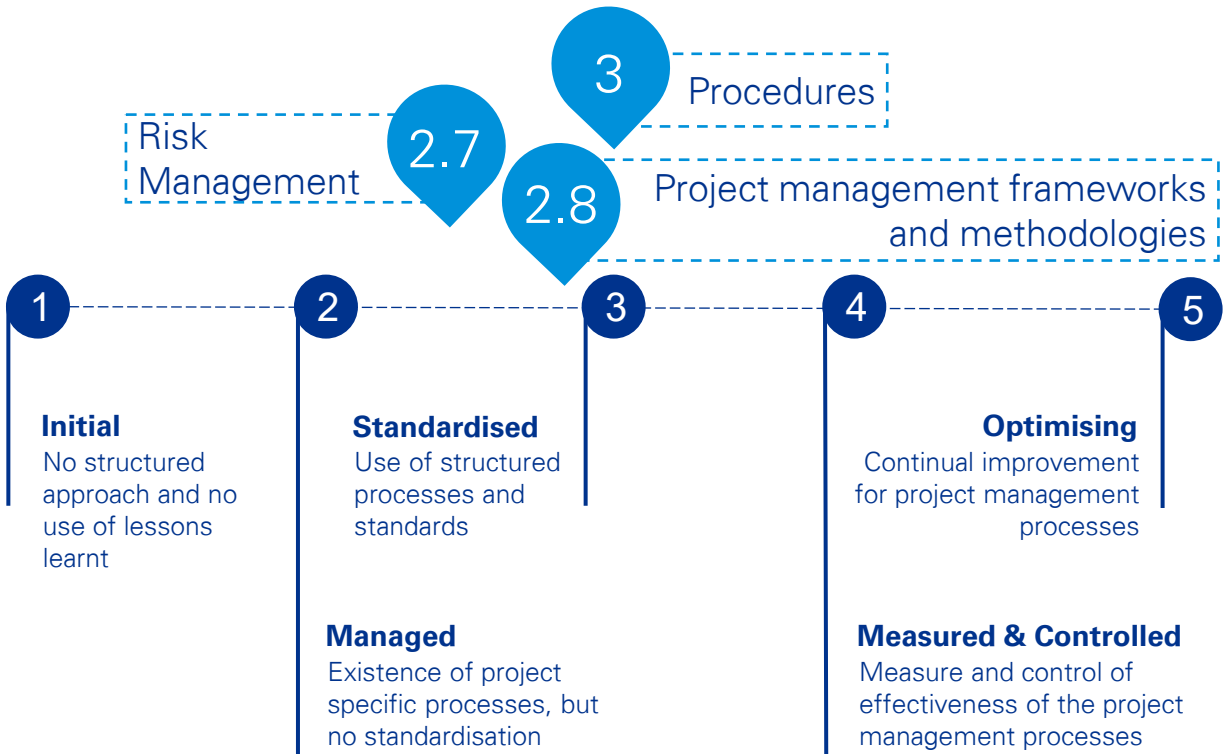 3
Procedures
Risk
Management
2.7
2.8
Project management frameworks
and methodologies
1
2
3
4
5
Initial
No structured
approach and no
use of lessons
learnt
Standardised
Use of structured
processes and
standards
Optimising
Continual improvement
for project management
processes
Managed
Existence of project
specific processes, but
no standardisation
Measured & Controlled
Measure and control of
effectiveness of the project
management processes